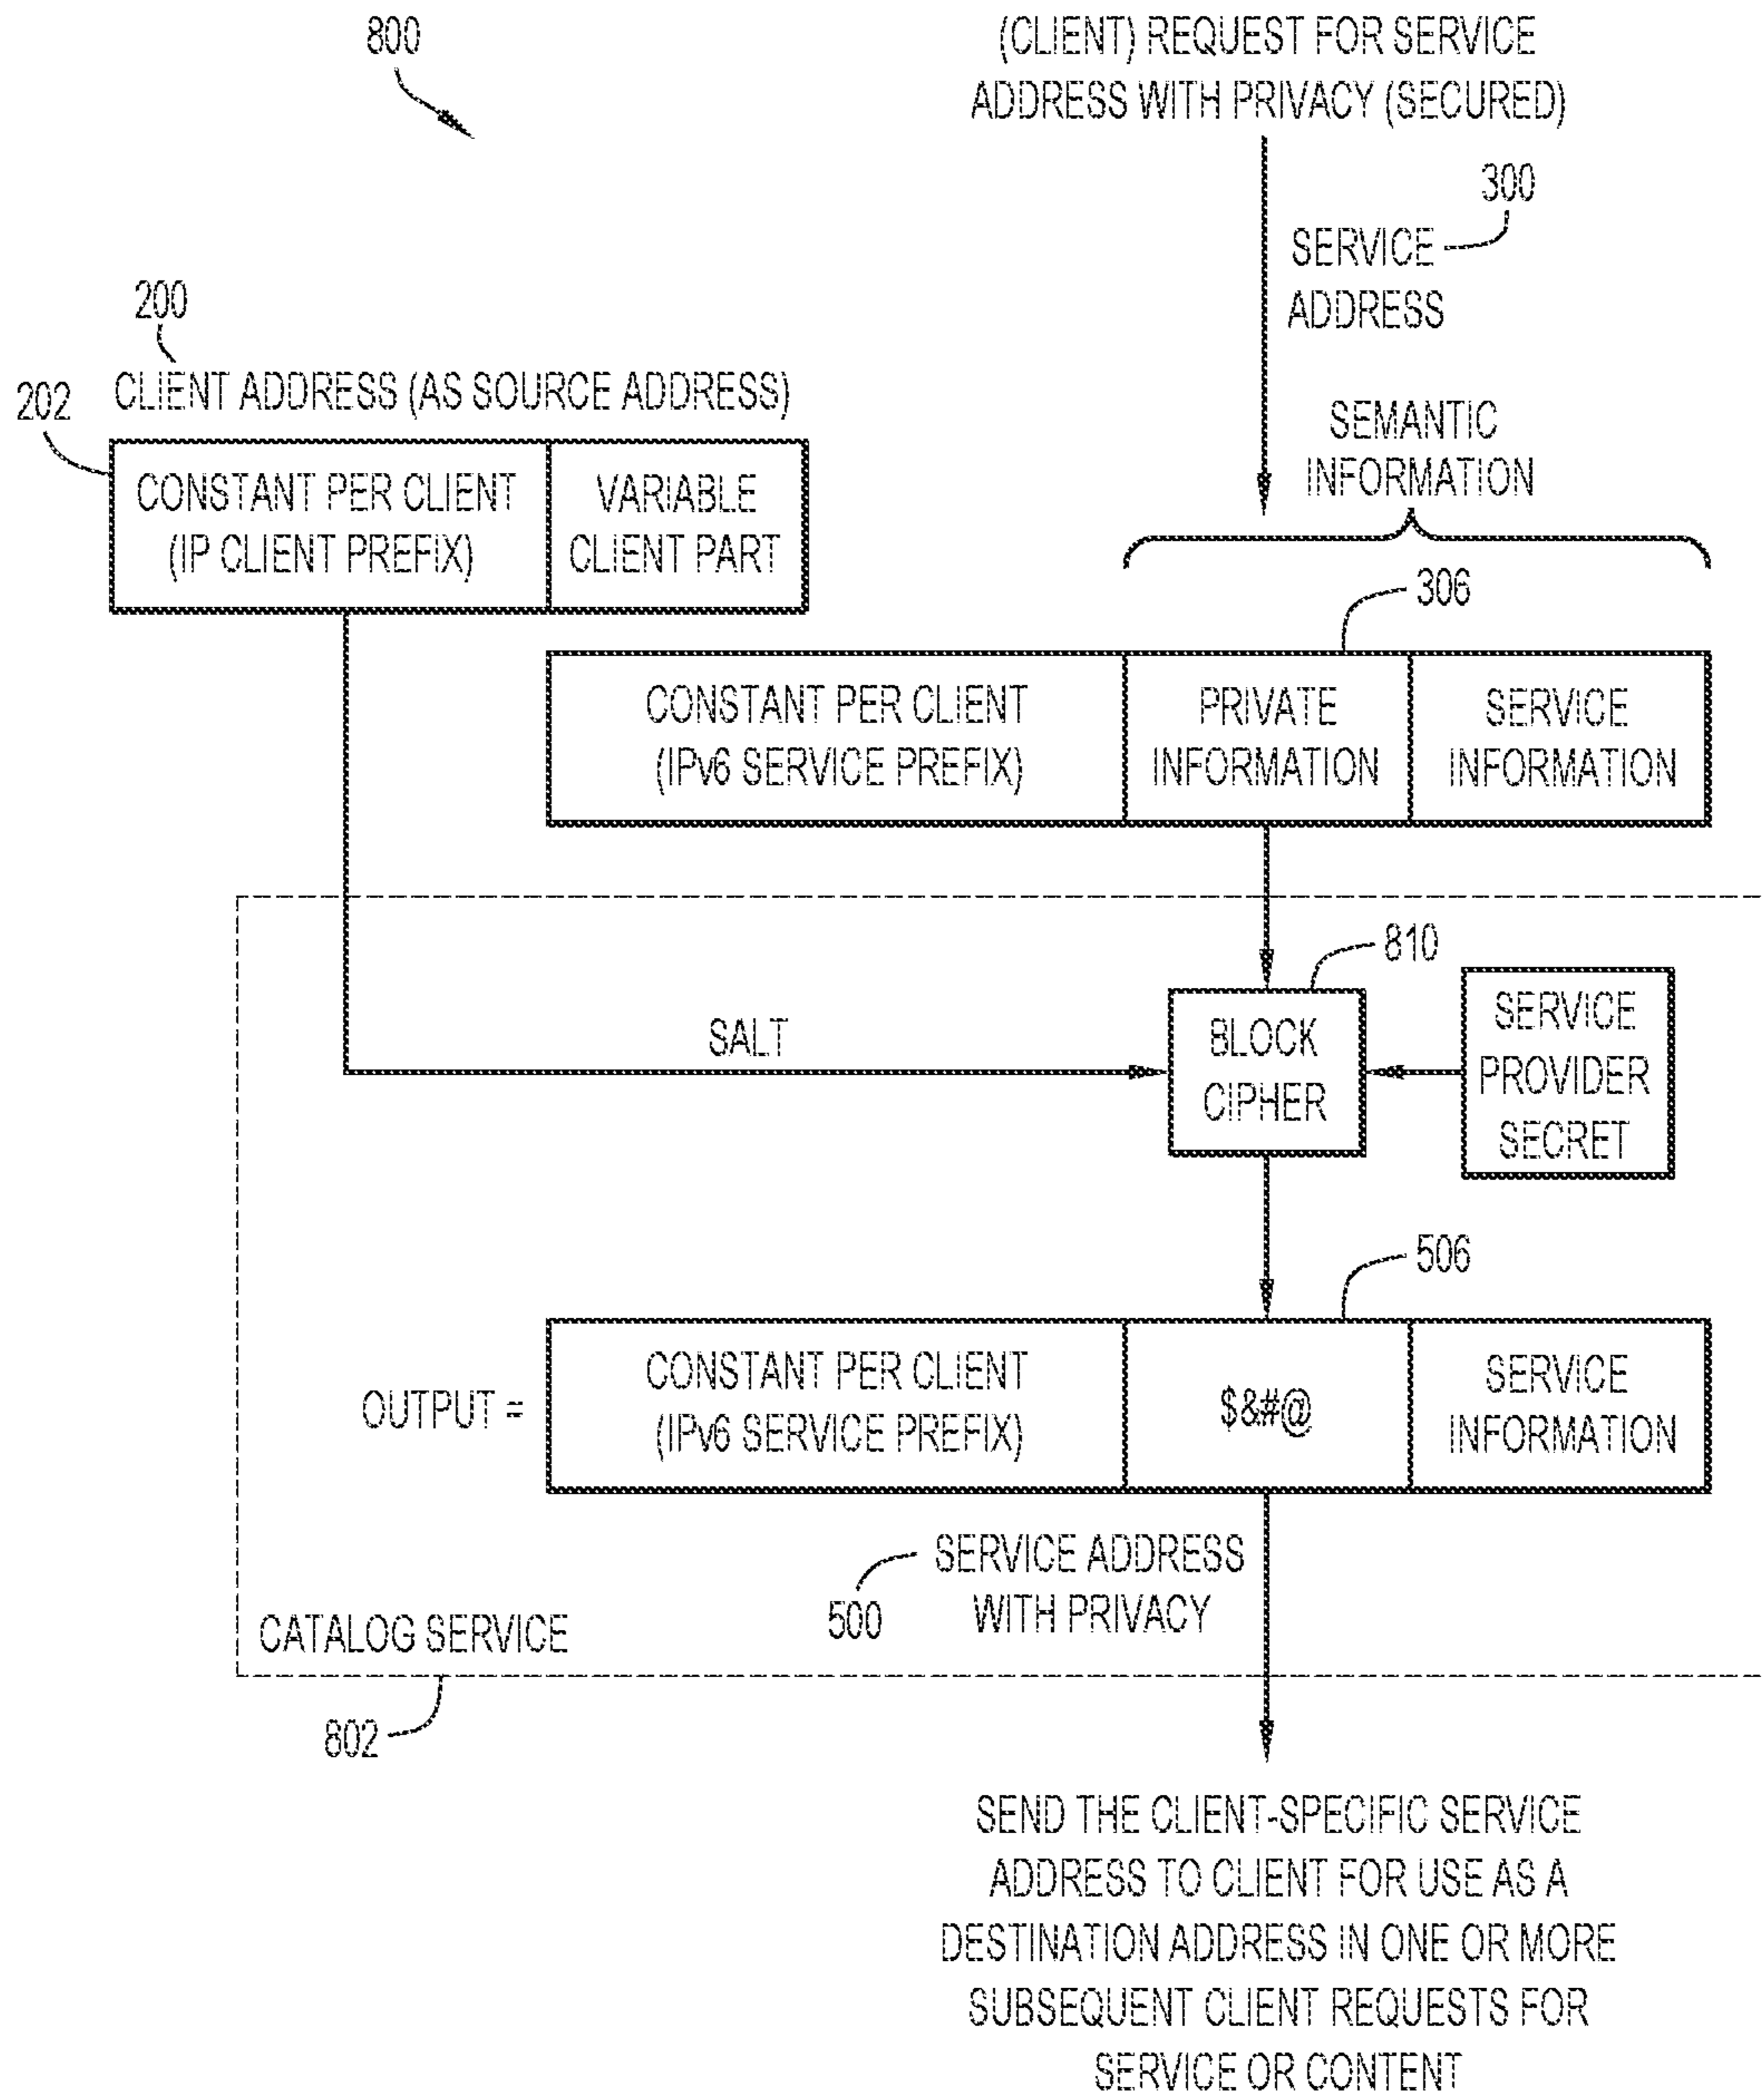 800
(CLIENT) REQUEST FOR SERVICE
ADDRESS WITH PRIVACY (SECURED)
300
SERVICE
ADDRESS
200
202
CLIENT ADDRESS (AS SOURCE ADDRESS)
SEMANTIC
INFORMATION
CONSTANT PER CLIENT
(IP CLIENT PREFIX)
VARIABLE
CLIENT PART
306
CONSTANT PER CLIENT
(IPv6 SERVICE PREFIX)
PRIVATE
INFORMATION
SERVICE
INFORMATION
810
SALT
BLOCK
CIPHER
SERVICE
PROVIDER
SECRET
506
OUTPUT =
CONSTANT PER CLIENT
(IPv6 SERVICE PREFIX)
$&#@
SERVICE
INFORMATION
500
SERVICE ADDRESS
WITH PRIVACY
CATALOG SERVICE
802
SEND THE CLIENT-SPECIFIC SERVICE
ADDRESS TO CLIENT FOR USE AS A
DESTINATION ADDRESS IN ONE OR MORE
SUBSEQUENT CLIENT REQUESTS FOR
SERVICE OR CONTENT